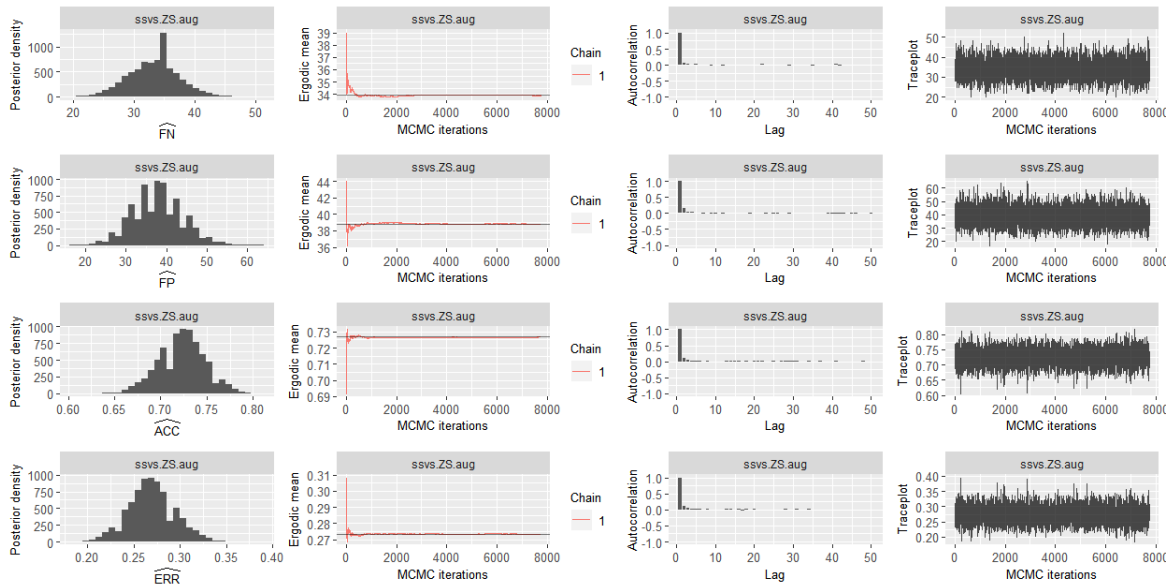 ssvs.ZS.aug ssvs.ZS.aug ssvs.ZS.aug ssvs.ZS.aug
Posterior density
1000
750
500
250
0
30 40 50
FN
Ergodic mean
39
38
37
36
35
34
0 2000 4000 6000 8000
MCMC iterations
Chain
1
Autocorrelation
1.0
0.5
0.0
-0.5
-1.0
0 10 20 30 40 50
Lag
Traceplot
50
40
30
20
0 2000 4000 6000 8000
MCMC iterations
ssvs.ZS.aug ssvs.ZS.aug ssvs.ZS.aug ssvs.ZS.aug
Posterior density
1000
750
500
250
0
20 30 40 50 60
FP
Ergodic mean
44
42
40
38
36
0 2000 4000 6000 8000
MCMC iterations
Chain
1
Autocorrelation
1.0
0.5
0.0
-0.5
-1.0
0 10 20 30 40 50
Lag
Traceplot
60
50
40
30
20
0 2000 4000 6000 8000
MCMC iterations
ssvs.ZS.aug ssvs.ZS.aug ssvs.ZS.aug ssvs.ZS.aug
Posterior density
1000
750
500
250
0
0.60 0.65 0.70 0.75 0.80
ACC
Ergodic mean
0.73
0.72
0.71
0.70
0.69
0 2000 4000 6000 8000
MCMC iterations
Chain
1
Autocorrelation
1.0
0.5
0.0
-0.5
-1.0
0 10 20 30 40 50
Lag
Traceplot
0.80
0.75
0.70
0.65
0.60
0 2000 4000 6000 8000
MCMC iterations
ssvs.ZS.aug ssvs.ZS.aug ssvs.ZS.aug ssvs.ZS.aug
Posterior density
1000
750
500
250
0
0.20 0.25 0.30 0.35 0.40
ERR
Ergodic mean
0.31
0.30
0.29
0.28
0.27
0 2000 4000 6000 8000
MCMC iterations
Chain
1
Autocorrelation
1.0
0.5
0.0
-0.5
-1.0
0 10 20 30 40 50
Lag
Traceplot
0.40
0.35
0.30
0.25
0.20
0 2000 4000 6000 8000
MCMC iterations